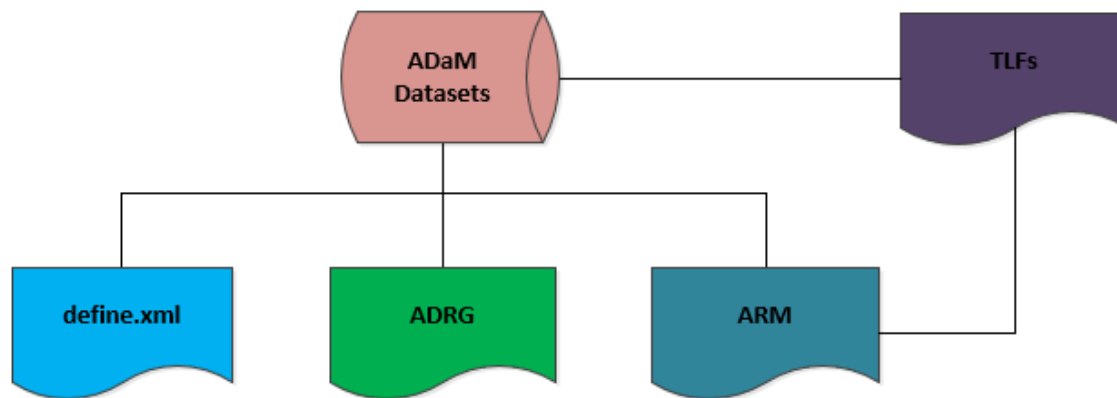 ADaM
Datasets
TLFs
define.xml
ADRG
ARM